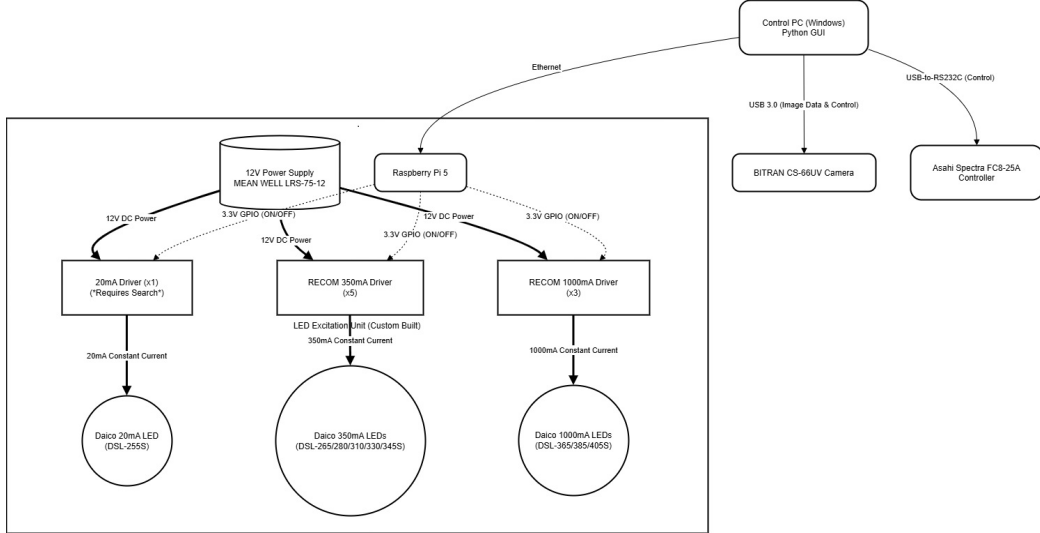 Control PC (Windows)
Python GUI
Ethernet
USB-to-RS232C (Control)
USB 3.0 (Image Data & Control)
12V Power Supply
MEAN WELL LRS-75-12
Raspberry Pi 5
BITRAN CS-66UV Camera
Asahi Spectra FC8-25A
Controller
12V DC Power
3.3V GPIO (ON/OFF)
12V DC Power
3.3V GPIO (ON/OFF)
12V DC Power
3.3V GPIO (ON/OFF)
20mA Driver (x1)
(*Requires Search*)
RECOM 350mA Driver
(x5)
RECOM 1000mA Driver
(x3)
LED Excitation Unit (Custom Built)
20mA Constant Current
350mA Constant Current
1000mA Constant Current
Daico 20mA LED
(DSL-255S)
Daico 350mA LEDs
(DSL-265/280/310/330/345S)
Daico 1000mA LEDs
(DSL-365/385/405S)